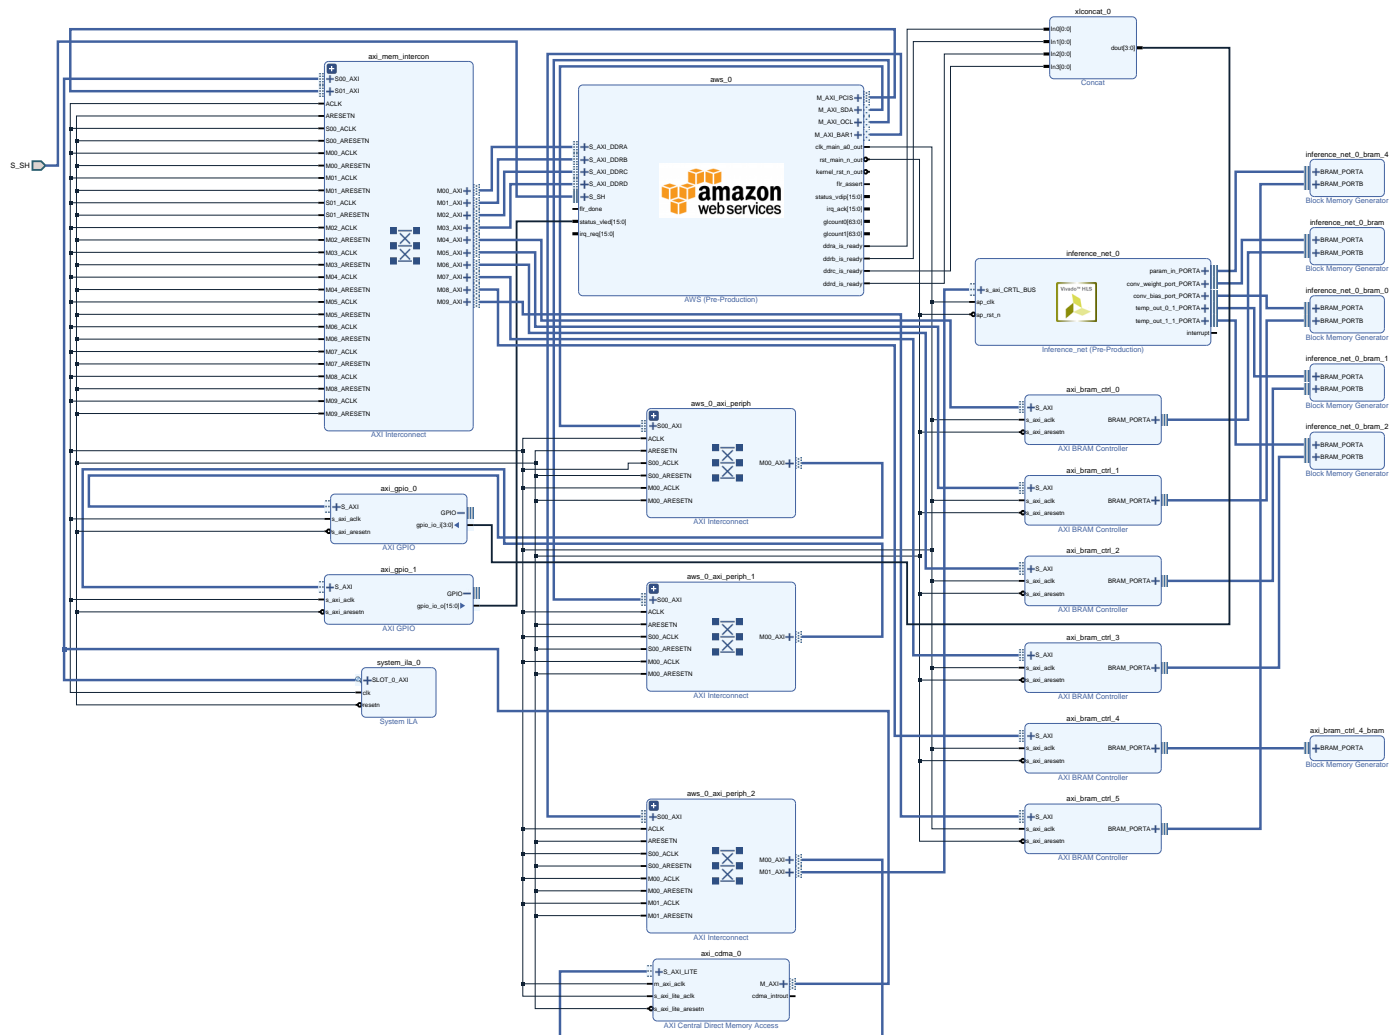 xlconcat_0
In0[0:0]
In1[0:0]
In2[0:0]
In3[0:0]
dout[3:0]
Concat
axi_mem_intercon
S00_AXI
S01_AXI
ACLK
ARESETN
S00_ACLK
S00_ARESETN
M00_ACLK
M00_ARESETN
M01_ACLK
M01_ARESETN
S01_ACLK
S01_ARESETN
M02_ACLK
M02_ARESETN
M03_ACLK
M03_ARESETN
M04_ACLK
M04_ARESETN
M05_ACLK
M05_ARESETN
M06_ACLK
M06_ARESETN
M07_ACLK
M07_ARESETN
M08_ACLK
M08_ARESETN
M09_ACLK
M09_ARESETN
M00_AXI
M01_AXI
M02_AXI
M03_AXI
M04_AXI
M05_AXI
M06_AXI
M07_AXI
M08_AXI
M09_AXI
AXI Interconnect
S_SH
aws_0
S_AXI_DDRA
S_AXI_DDRB
S_AXI_DDRC
S_AXI_DDRD
S_SH
flr_done
status_vled[15:0]
irq_req[15:0]
amazon
webservices
M_AXI_PCIS
M_AXI_SDA
M_AXI_OCL
M_AXI_BAR1
clk_main_a0_out
rst_main_n_out
kernel_rst_n_out
flr_assert
status_vdip[15:0]
irq_ack[15:0]
glcount0[63:0]
glcount1[63:0]
ddra_is_ready
ddrb_is_ready
ddrc_is_ready
ddrd_is_ready
AWS (Pre-Production)
inference_net_0
s_axi_CRTL_BUS
ap_clk
ap_rst_n
Vivado™ HLS
param_in_PORTA
conv_weight_port_PORTA
conv_bias_port_PORTA
temp_out_0_1_PORTA
temp_out_1_1_PORTA
interrupt
Inference_net (Pre-Production)
inference_net_0_bram_4
BRAM_PORTA
BRAM_PORTB
Block Memory Generator
inference_net_0_bram
BRAM_PORTA
BRAM_PORTB
Block Memory Generator
inference_net_0_bram_0
BRAM_PORTA
BRAM_PORTB
Block Memory Generator
inference_net_0_bram_1
BRAM_PORTA
BRAM_PORTB
Block Memory Generator
inference_net_0_bram_2
BRAM_PORTA
BRAM_PORTB
Block Memory Generator
axi_bram_ctrl_0
S_AXI
s_axi_aclk
s_axi_aresetn
BRAM_PORTA
AXI BRAM Controller
axi_bram_ctrl_1
S_AXI
s_axi_aclk
s_axi_aresetn
BRAM_PORTA
AXI BRAM Controller
axi_bram_ctrl_2
S_AXI
s_axi_aclk
s_axi_aresetn
BRAM_PORTA
AXI BRAM Controller
axi_bram_ctrl_3
S_AXI
s_axi_aclk
s_axi_aresetn
BRAM_PORTA
AXI BRAM Controller
axi_bram_ctrl_4
S_AXI
s_axi_aclk
s_axi_aresetn
BRAM_PORTA
AXI BRAM Controller
axi_bram_ctrl_4_bram
BRAM_PORTA
Block Memory Generator
axi_bram_ctrl_5
S_AXI
s_axi_aclk
s_axi_aresetn
BRAM_PORTA
AXI BRAM Controller
aws_0_axi_periph
S00_AXI
ACLK
ARESETN
S00_ACLK
S00_ARESETN
M00_ACLK
M00_ARESETN
M00_AXI
AXI Interconnect
axi_gpio_0
S_AXI
s_axi_aclk
s_axi_aresetn
GPIO
gpio_io_i[3:0]
AXI GPIO
axi_gpio_1
S_AXI
s_axi_aclk
s_axi_aresetn
GPIO
gpio_io_o[15:0]
AXI GPIO
aws_0_axi_periph_1
S00_AXI
ACLK
ARESETN
S00_ACLK
S00_ARESETN
M00_ACLK
M00_ARESETN
M00_AXI
AXI Interconnect
system_ila_0
SLOT_0_AXI
clk
resetn
System ILA
aws_0_axi_periph_2
S00_AXI
ACLK
ARESETN
S00_ACLK
S00_ARESETN
M00_ACLK
M00_ARESETN
M01_ACLK
M01_ARESETN
M00_AXI
M01_AXI
AXI Interconnect
axi_cdma_0
S_AXI_LITE
m_axi_aclk
s_axi_lite_aclk
s_axi_lite_aresetn
M_AXI
cdma_introut
AXI Central Direct Memory Access